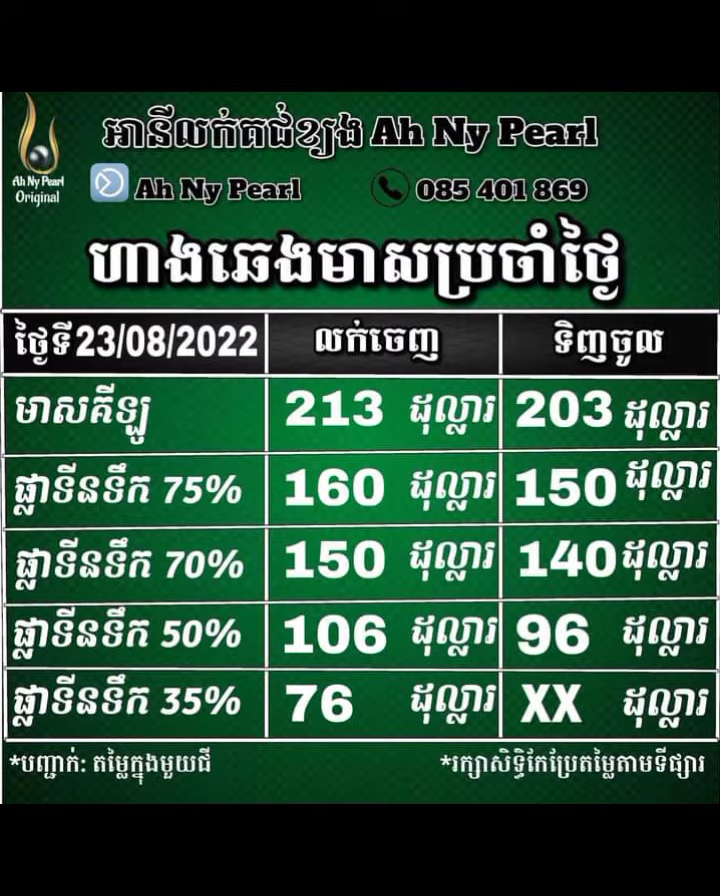 អានីលក់គជ់ខ្យង Ah Ny Pearl
Ah Ny Pearl
Original
Ah Ny Pearl
085 401 869
ហាងឆេងមាសប្រចាំថ្ងៃ
ថ្ងៃទី 23/08/2022 លក់ចេញ ទិញចូល
មាសគីឡូ 213 ដុល្លារ 203 ដុល្លារ
ផ្លាទីនទឹក 75% 160 ដុល្លារ 150 ដុល្លារ
ផ្លាទីនទឹក 70% 150 ដុល្លារ 140 ដុល្លារ
ផ្លាទីនទឹក 50% 106 ដុល្លារ 96 ដុល្លារ
ផ្លាទីនទឹក 35% 76 ដុល្លារ XX ដុល្លារ
*បញ្ជាក់: តម្លៃក្នុងមួយជី *រក្សាសិទ្ធិកែប្រែតម្លៃតាមទីផ្សារ